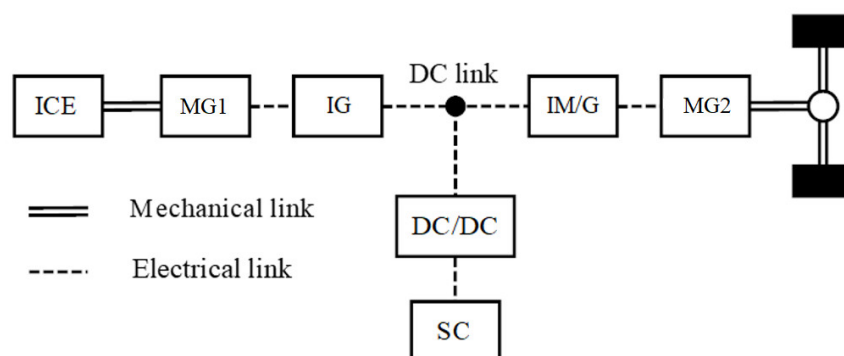 DC link
ICE
MG1
IG
IM/G
MG2
Mechanical link
DC/DC
Electrical link
SC